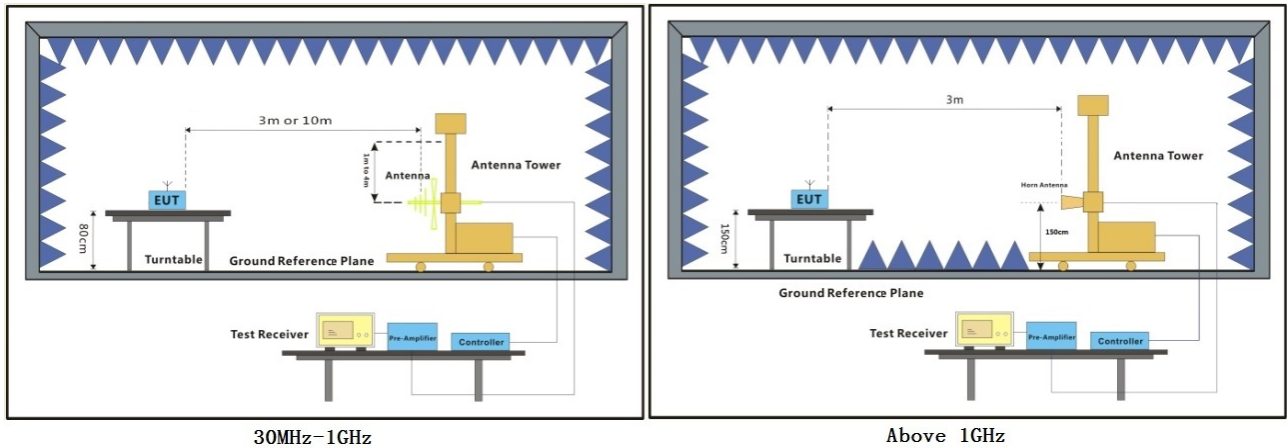 3m or 10m
1m to 4m
Antenna Tower
Antenna
EUT
80cm
Turntable
Ground Reference Plane
Test Receiver
Pre-Amplifier
Controller
30MHz-1GHz
3m
Antenna Tower
Horn Antenna
EUT
150cm
150cm
Turntable
Ground Reference Plane
Test Receiver
Pre-Amplifier
Controller
Above 1GHz